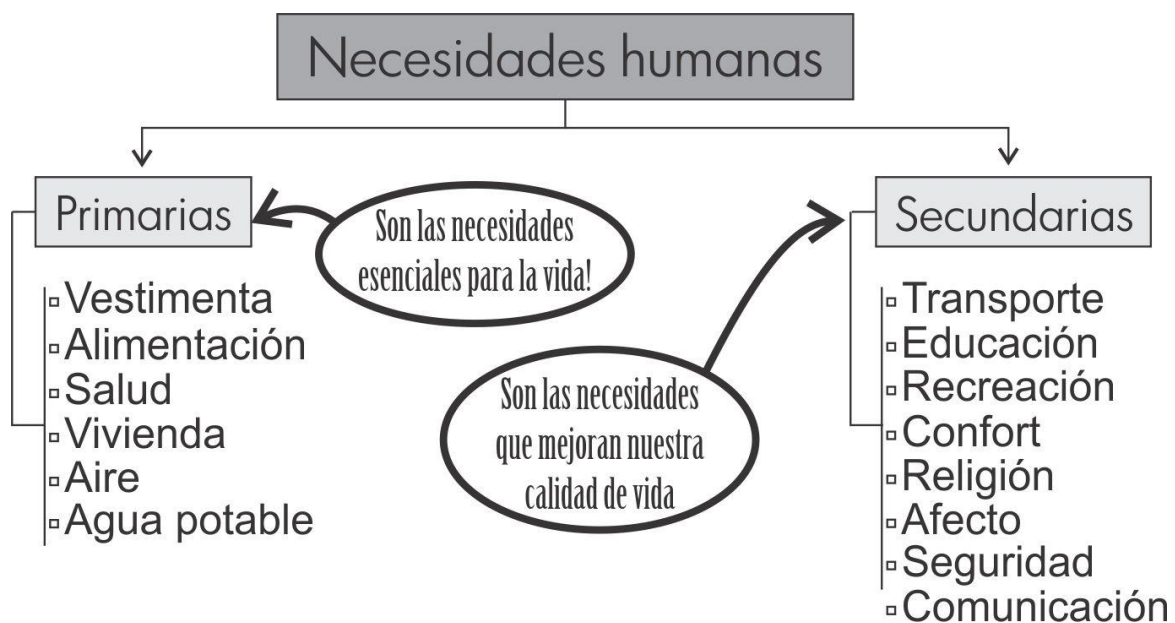 Necesidades humanas
Primarias
Son las necesidades
esenciales para la vida!
Vestimenta
Alimentación
Salud
Vivienda
Aire
Agua potable
Secundarias
Son las necesidades
que mejoran nuestra
calidad de vida
Transporte
Educación
Recreación
Confort
Religión
Afecto
Seguridad
Comunicación